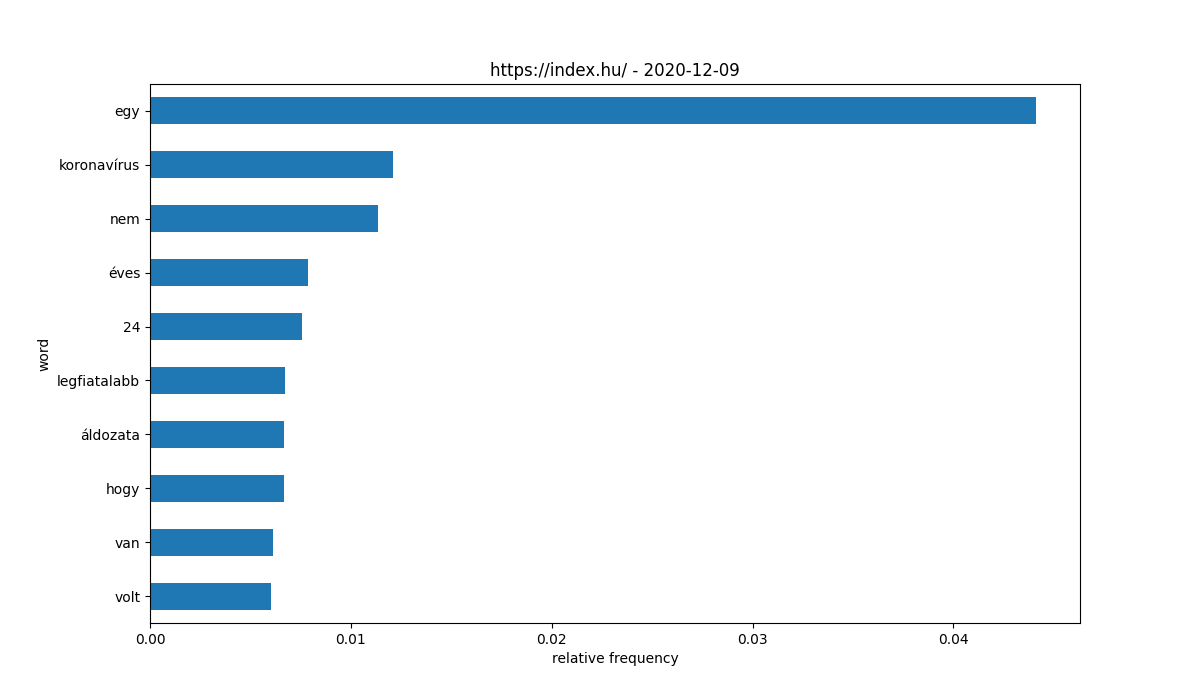 https://index.hu/ - 2020-12-09
egy
koronavírus
nem
éves
24
legfiatalabb
áldozata
hogy
van
volt
word
0.00 0.01 0.02 0.03 0.04
relative frequency